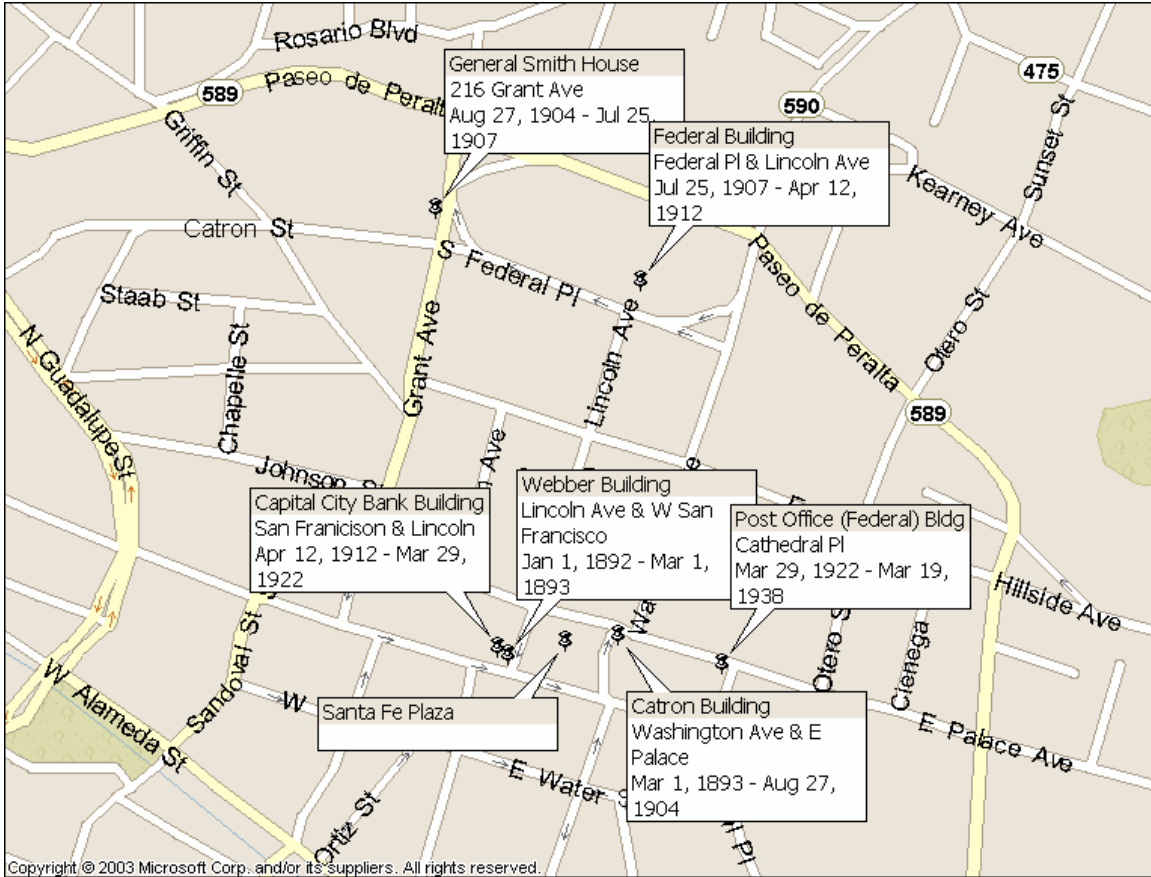 Rosario Blvd
589
Paseo de Peralt
General Smith House
216 Grant Ave
Aug 27, 1904 - Jul 25,
1907
475
590
Federal Building
Federal Pl & Lincoln Ave
Jul 25, 1907 - Apr 12,
1912
Griffin St
Sunset St
Kearney Ave
Catron St
S Federal Pl
Paseo de Peralta
Staab St
N Guadalupe St
Chapelle St
Grant Ave
Lincoln Ave
Otero St
589
Johnson
Capital City Bank Building
San Franicison & Lincoln
Apr 12, 1912 - Mar 29,
1922
Webber Building
Lincoln Ave & W San
Francisco
Jan 1, 1892 - Mar 1,
1893
Post Office (Federal) Bldg
Cathedral Pl
Mar 29, 1922 - Mar 19,
1938
Hillside Ave
Sandoval St
Otero S
Cienega
W Alameda St
W
Santa Fe Plaza
Catron Building
Washington Ave & E
Palace
Mar 1, 1893 - Aug 27,
1904
E Palace Ave
E Water S
Ortiz St
Pl
Copyright © 2003 Microsoft Corp. and/or its suppliers. All rights reserved.